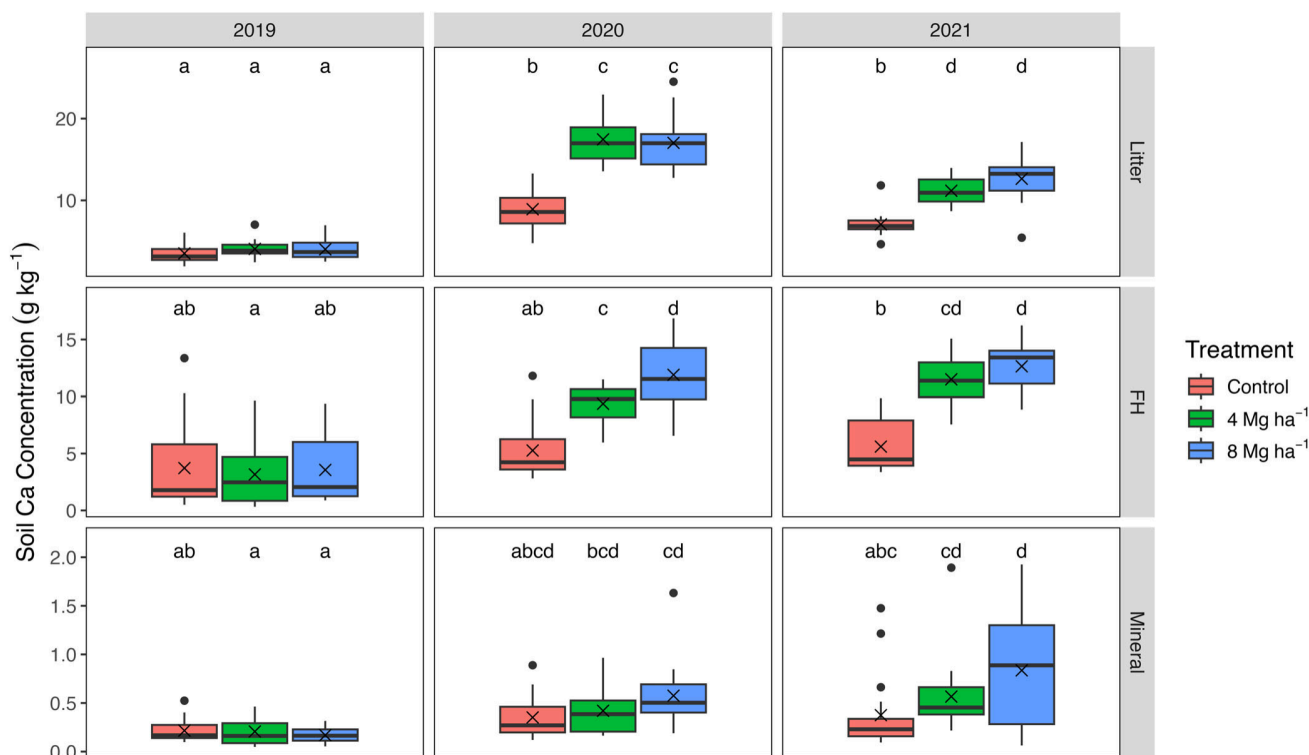 2019 2020 2021
a a a b c c b d d
20
10
Litter
Soil Ca Concentration (g kg⁻¹)
ab a ab ab c d b cd d
15
10
5
0
FH
Treatment
Control
4 Mg ha⁻¹
8 Mg ha⁻¹
ab a a abcd bcd cd abc cd d
2.0
1.5
1.0
0.5
0.0
Mineral